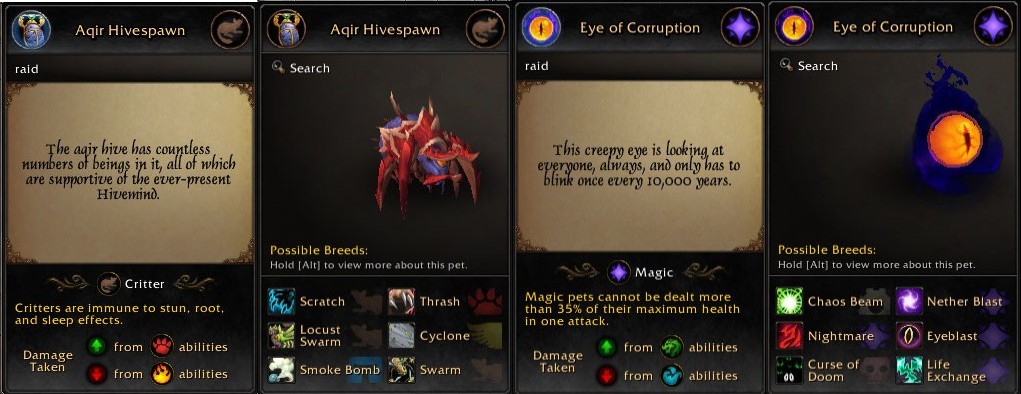 Aqir Hivespawn
raid
The aqir hive has countless
numbers of beings in it, all of which
are supportive of the ever-present
Hivemind.
Critter
Critters are immune to stun, root,
and sleep effects.
Damage
Taken
from abilities
from abilities
Aqir Hivespawn
Search
Possible Breeds:
Hold [Alt] to view more about this pet.
Scratch
Thrash
Locust
Swarm
Cyclone
Smoke Bomb
Swarm
Eye of Corruption
raid
This creepy eye is looking at
everyone, always, and only has to
blink once every 10,000 years.
Magic
Magic pets cannot be dealt more
than 35% of their maximum health
in one attack.
Damage
Taken
from abilities
from abilities
Eye of Corruption
Search
Possible Breeds:
Hold [Alt] to view more about this pet.
Chaos Beam
Nether Blast
Nightmare
Eyeblast
Curse of
Doom
Life
Exchange